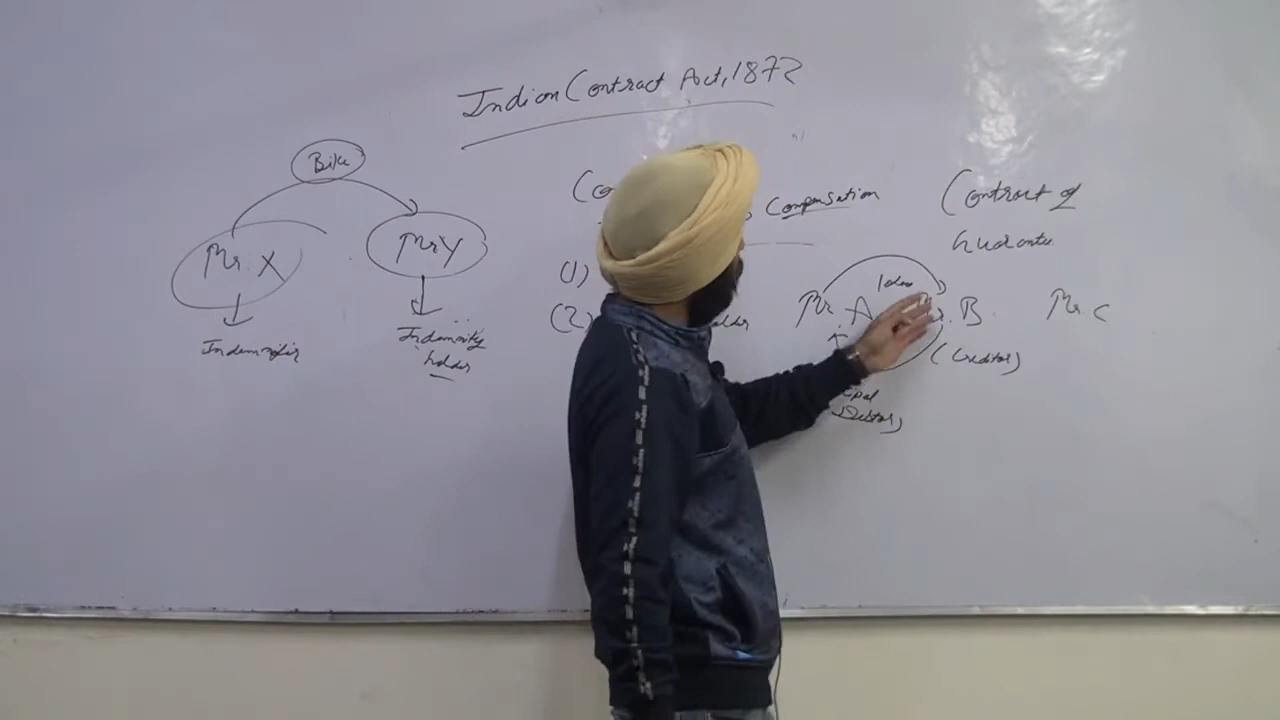 Indian Contract Act, 1872
Bike
Mr. X
Mr Y
Indemnifir
Indemnity
holder
Compensation
(1)
(2)
Contract of
Guarantee
Mr. A
B
Mr. C
(Creditor)
Debtor)